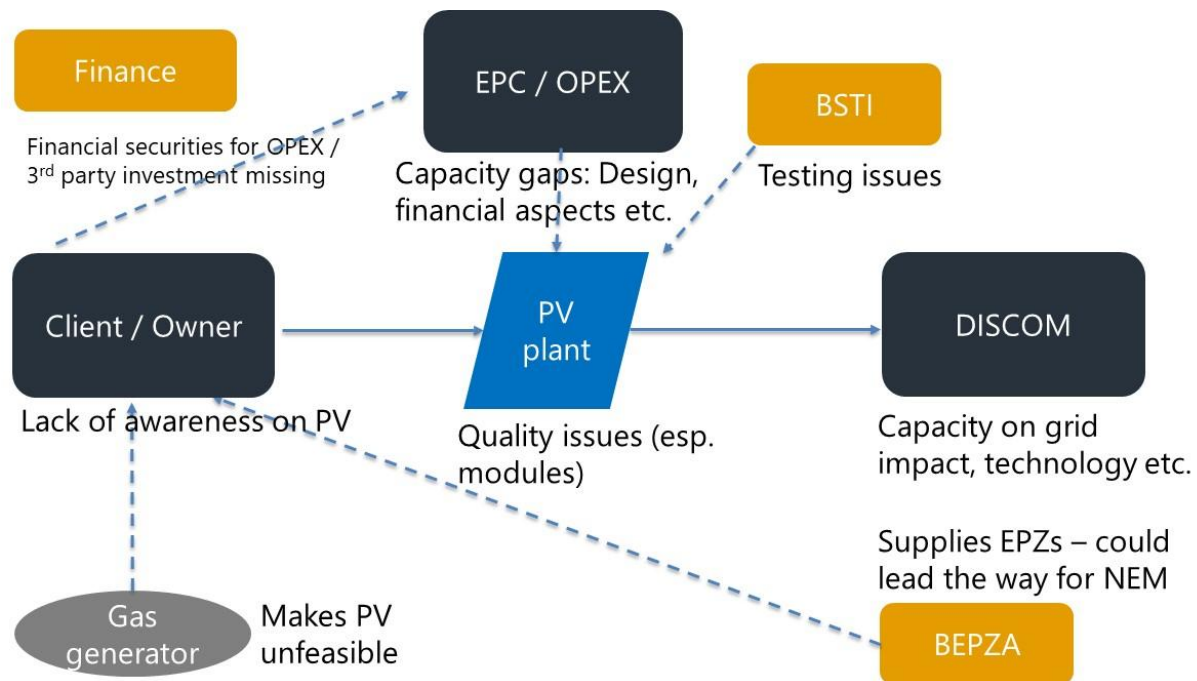 Finance
EPC / OPEX
BSTI
Financial securities for OPEX /
3rd party investment missing
Capacity gaps: Design,
financial aspects etc.
Testing issues
Client / Owner
PV
plant
DISCOM
Lack of awareness on PV
Quality issues (esp.
modules)
Capacity on grid
impact, technology etc.
Supplies EPZs – could
lead the way for NEM
Gas
generator
Makes PV
unfeasible
BEPZA